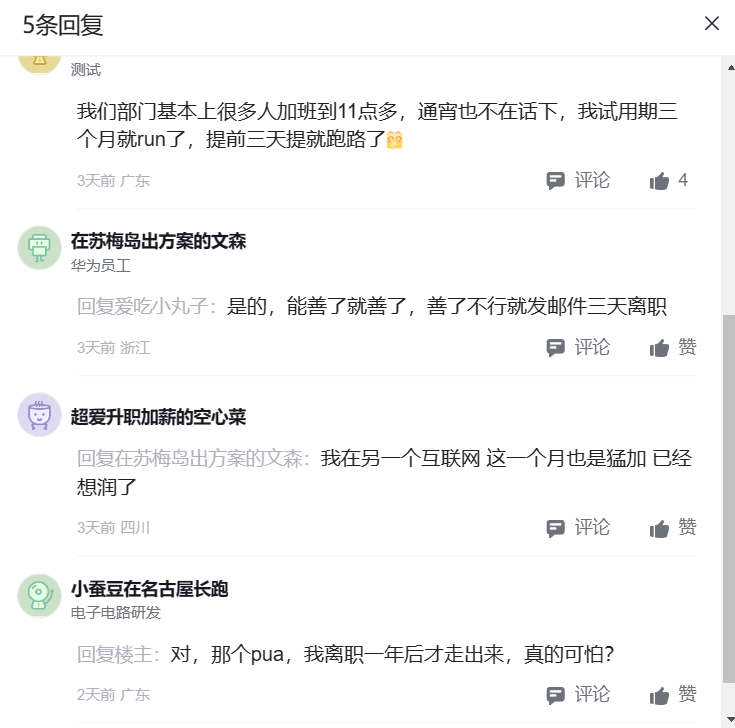 5条回复
测试
我们部门基本上很多人加班到11点多，通宵也不在话下，我试用期三
个月就run了，提前三天提就跑路了
3天前 广东
评论
4
在苏梅岛出方案的文森
华为员工
回复爱吃小丸子：是的，能善了就善了，善了不行就发邮件三天离职
3天前 浙江
评论
赞
超爱升职加薪的空心菜
回复在苏梅岛出方案的文森：我在另一个互联网 这一个月也是猛加 已经
想润了
3天前 四川
评论
赞
小蚕豆在名古屋长跑
电子电路研发
回复楼主：对，那个pua，我离职一年后才走出来，真的可怕？
2天前 广东
评论
赞